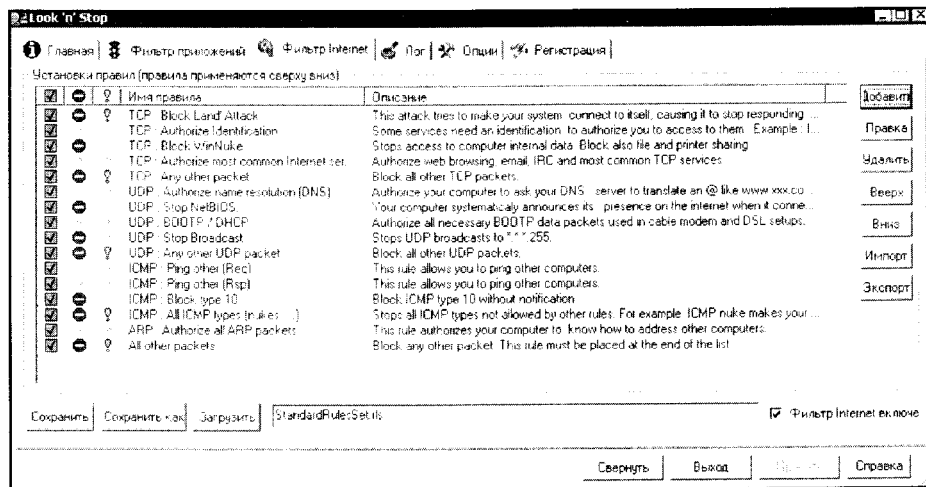 Look 'n' Stop
Главная Фильтр приложений Фильтр Internet Лог Опции Регистрация
Установки правил (правила применяются сверху вниз)
Имя правила Описание
TCP : Block Land' Attack This attack tries to make your system connect to itself, causing it to stop responding ...
TCP : Authorize Identification Some services need an identification to authorize you to access to them. Example : I...
TCP : Block WinNuke Stops access to computer internal data. Block also file and printer sharing
TCP : Authorize most common Internet ser. Authorize web browsing, email, IRC and most common TCP services
TCP : Any other packet Block all other TCP packets.
UDP : Authorize name resolution (DNS) Authorize your computer to ask your DNS server to translate an @ like www.xxx.co...
UDP : Stop NetBIOS Your computer systematicaly announces its presence on the internet when it conne...
UDP : BOOTP / DHCP Authorize all necessary BOOTP data packets used in cable modem and DSL setups.
UDP : Stop Broadcast Stops UDP broadcasts to *.*.*.255.
UDP : Any other UDP packet Block all other UDP packets.
ICMP : Ping other (Rec) This rule allows you to ping other computers.
ICMP : Ping other (Rsp) This rule allows you to ping other computers.
ICMP : Block type 10 Block ICMP type 10 without notification
ICMP : All ICMP types (nukes ...) Stops all ICMP types not allowed by other rules. For example ICMP nuke makes your ...
ARP : Authorize all ARP packets This rule authorizes your computer to know how to address other computers.
All other packets Block any other packet. This rule must be placed at the end of the list
Добавит
Правка
Удалить
Вверх
Вниз
Импорт
Экспорт
Сохранить Сохранить как Загрузить StandardRulesSet.rls Фильтр Internet включе
Свернуть Выход Справка